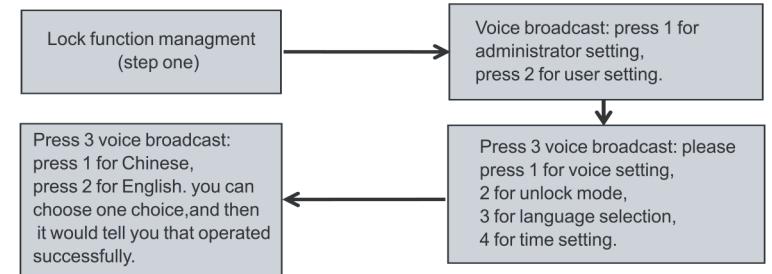 Lock function managment
(step one)
Voice broadcast: press 1 for
administrator setting,
press 2 for user setting.
Press 3 voice broadcast: please
press 1 for voice setting,
2 for unlock mode,
3 for language selection,
4 for time setting.
Press 3 voice broadcast:
press 1 for Chinese,
press 2 for English. you can
choose one choice,and then
it would tell you that operated
successfully.